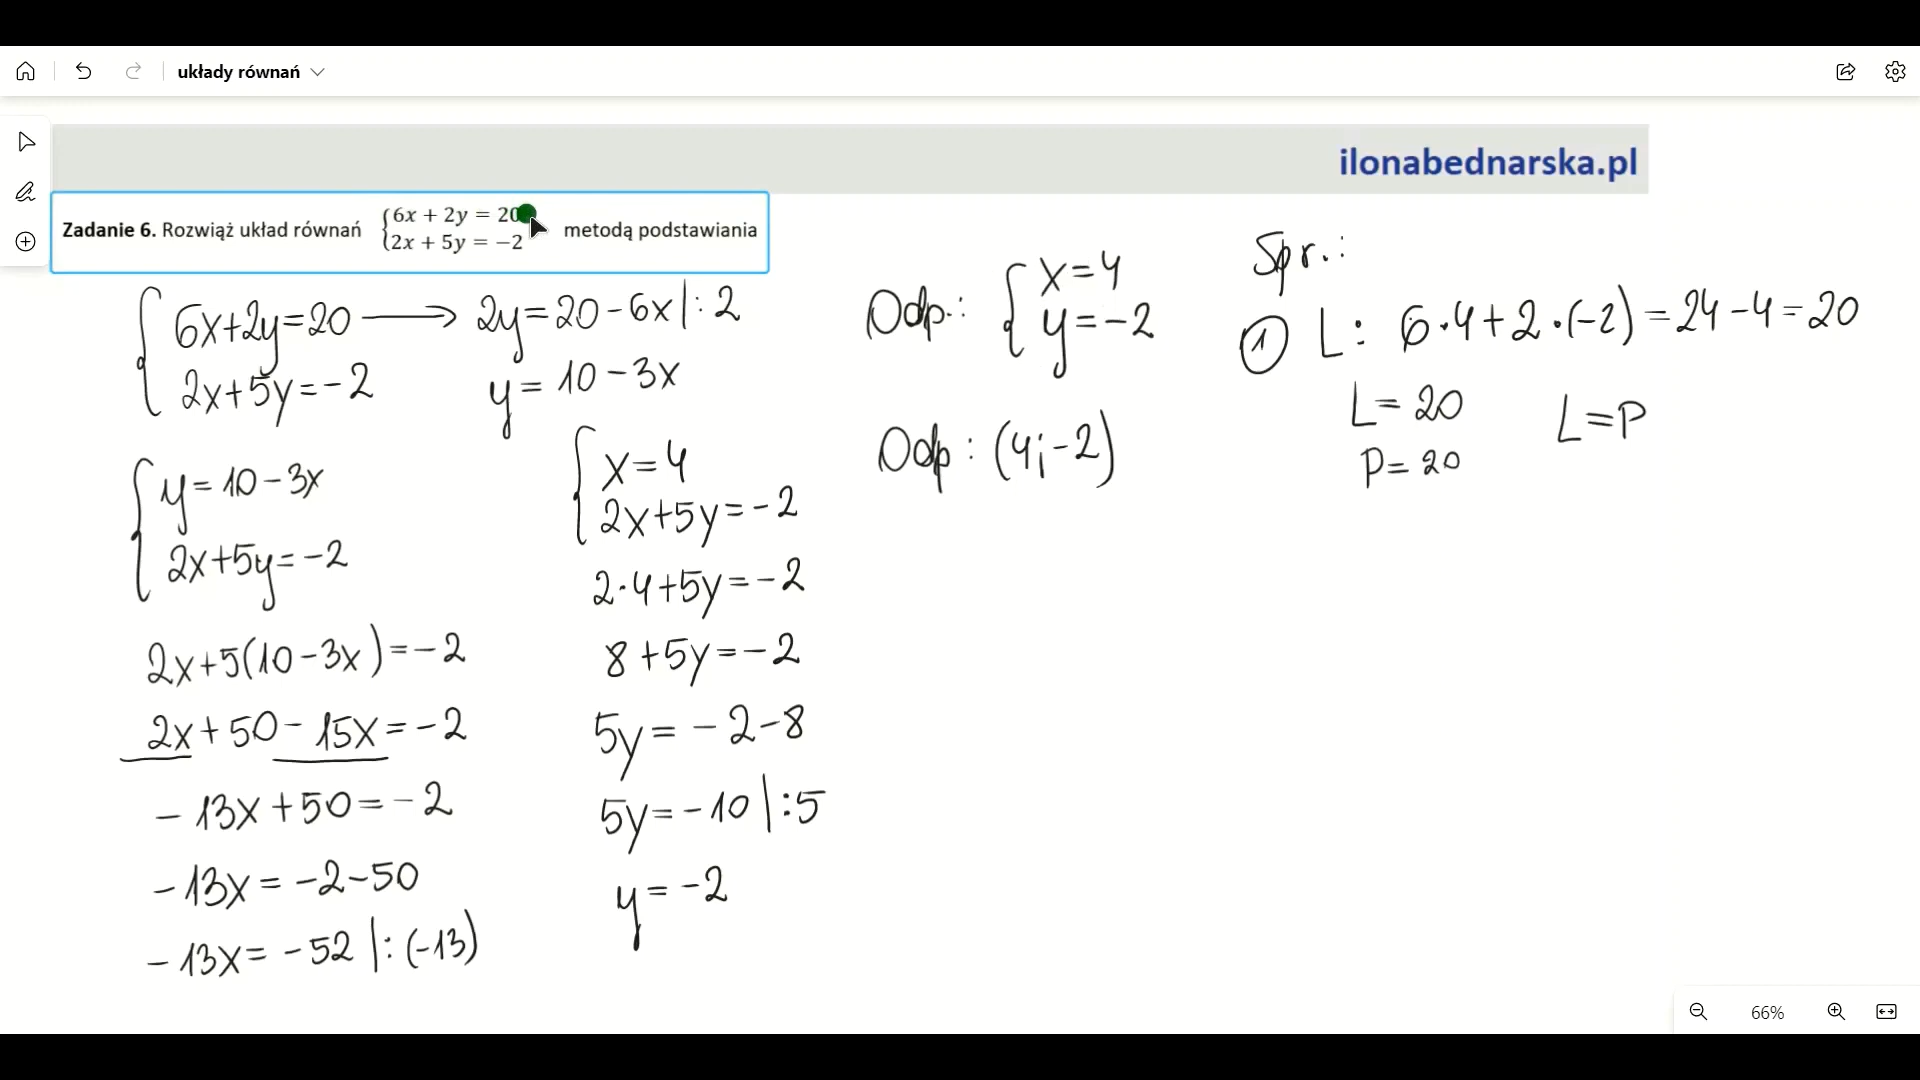 układy równań
ilonabednarska.pl
Zadanie 6. Rozwiąż układ równań {6x + 2y = 20 metodą podstawiania
2x + 5y = −2
{6x+2y=20 → 2y=20-6x |:2
2x+5y=-2
y=10-3x
{y=10-3x
2x+5y=-2
2x+5(10-3x)=-2
2x+50-15x=-2
-13x+50=-2
-13x=-2-50
-13x=-52 |:(-13)
{x=4
2x+5y=-2
2·4+5y=-2
8+5y=-2
5y=-2-8
5y=-10 |:5
y=-2
Odp.: {x=4
y=-2
Odp: (4;-2)
Spr.:
① L: 6·4+2·(-2)=24-4=20
L=20
P=20
L=P
66%